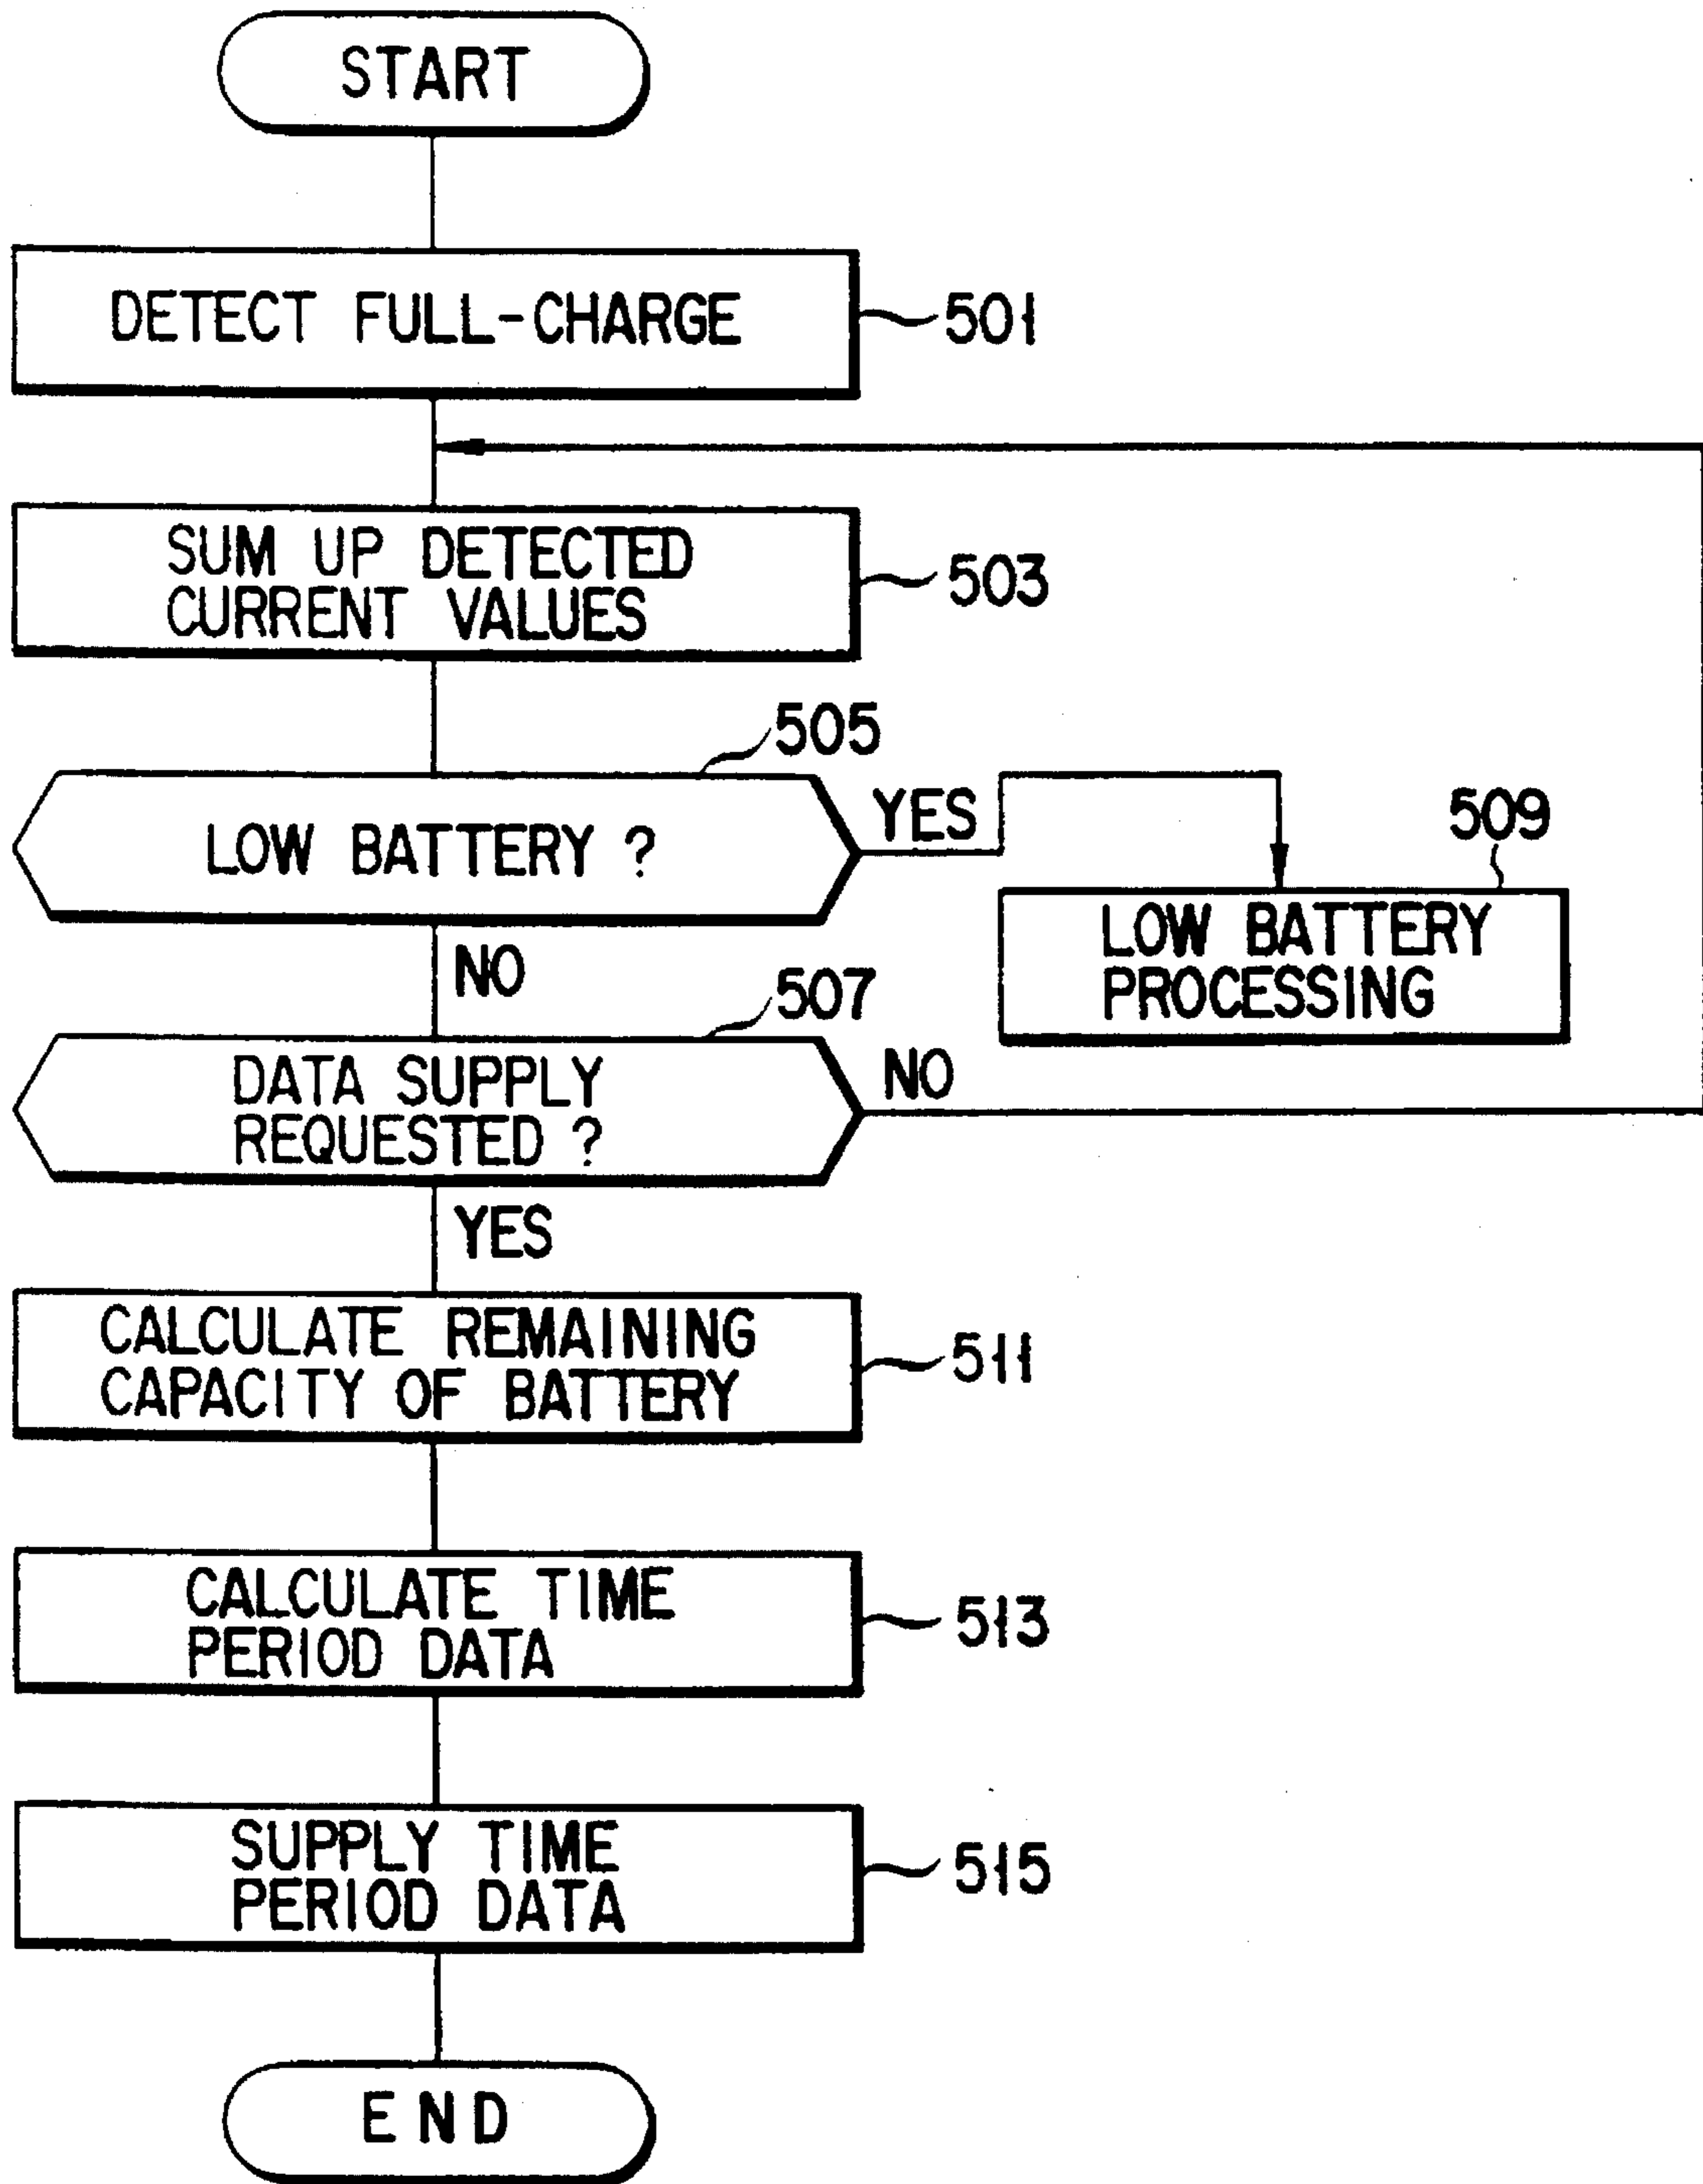 START
DETECT FULL-CHARGE
501
SUM UP DETECTED
CURRENT VALUES
503
505
LOW BATTERY ?
YES
509
LOW BATTERY
PROCESSING
NO
507
DATA SUPPLY
REQUESTED ?
NO
YES
CALCULATE REMAINING
CAPACITY OF BATTERY
511
CALCULATE TIME
PERIOD DATA
513
SUPPLY TIME
PERIOD DATA
515
END